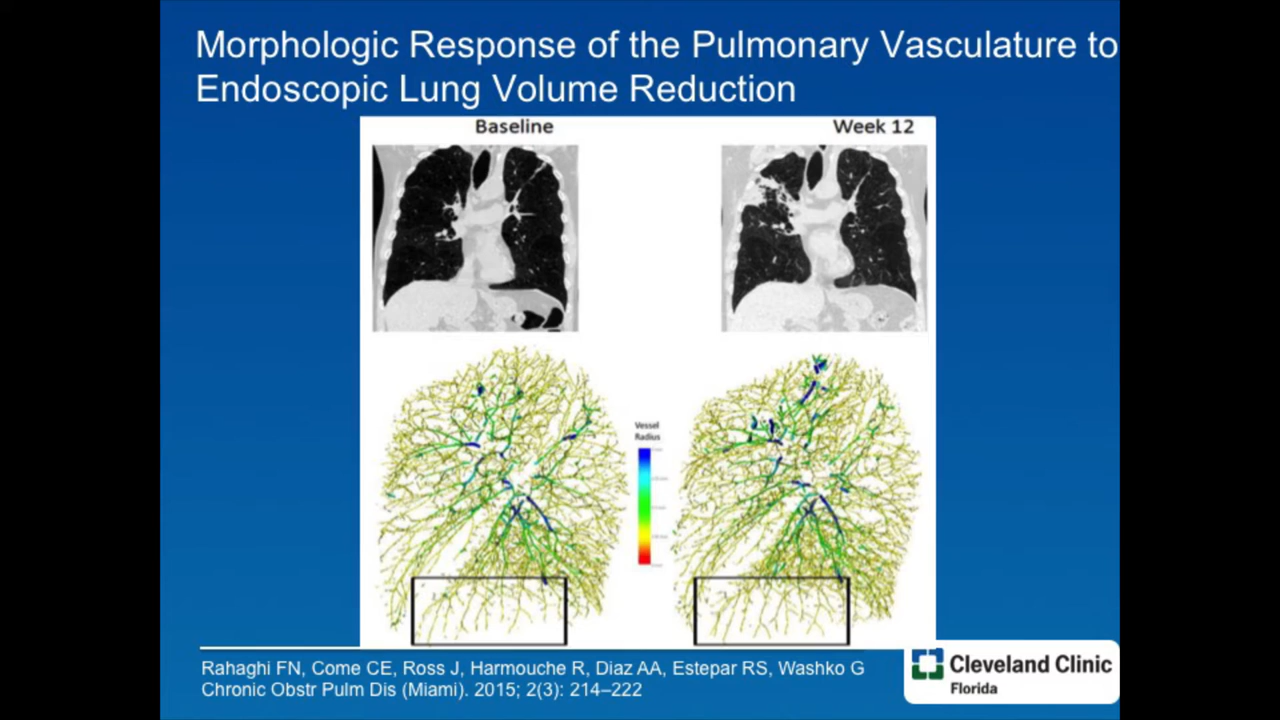 Morphologic Response of the Pulmonary Vasculature to
Endoscopic Lung Volume Reduction
Baseline
Week 12
Vessel
Radius
Rahaghi FN, Come CE, Ross J, Harmouche R, Diaz AA, Estepar RS, Washko G
Chronic Obstr Pulm Dis (Miami). 2015; 2(3): 214–222
Cleveland Clinic
Florida